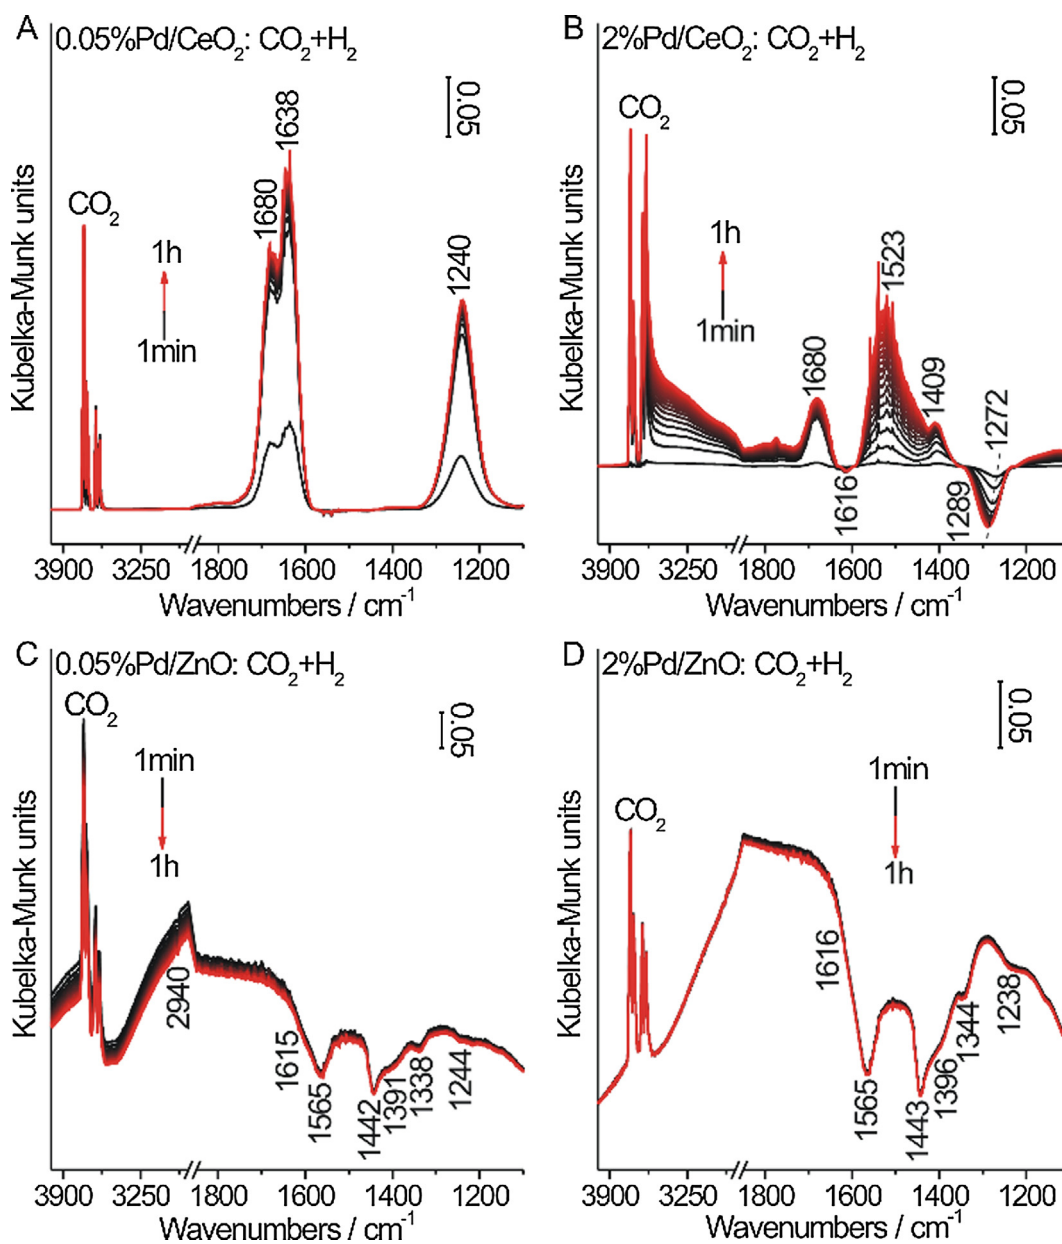 A
0.05%Pd/CeO₂: CO₂+H₂
0.05
Kubelka-Munk units
CO₂
1h
1min
1680
1638
1240
3900 3250 1800 1600 1400 1200
Wavenumbers / cm⁻¹
B
2%Pd/CeO₂: CO₂+H₂
0.05
Kubelka-Munk units
CO₂
1h
1min
1680
1616
1523
1409
1289
1272
3900 3250 1800 1600 1400 1200
Wavenumbers / cm⁻¹
C
0.05%Pd/ZnO: CO₂+H₂
0.05
Kubelka-Munk units
CO₂
1min
1h
2940
1615
1565
1442
1391
1338
1244
3900 3250 1800 1600 1400 1200
Wavenumbers / cm⁻¹
D
2%Pd/ZnO: CO₂+H₂
0.05
Kubelka-Munk units
CO₂
1min
1h
1616
1565
1443
1396
1344
1238
3900 3250 1800 1600 1400 1200
Wavenumbers / cm⁻¹